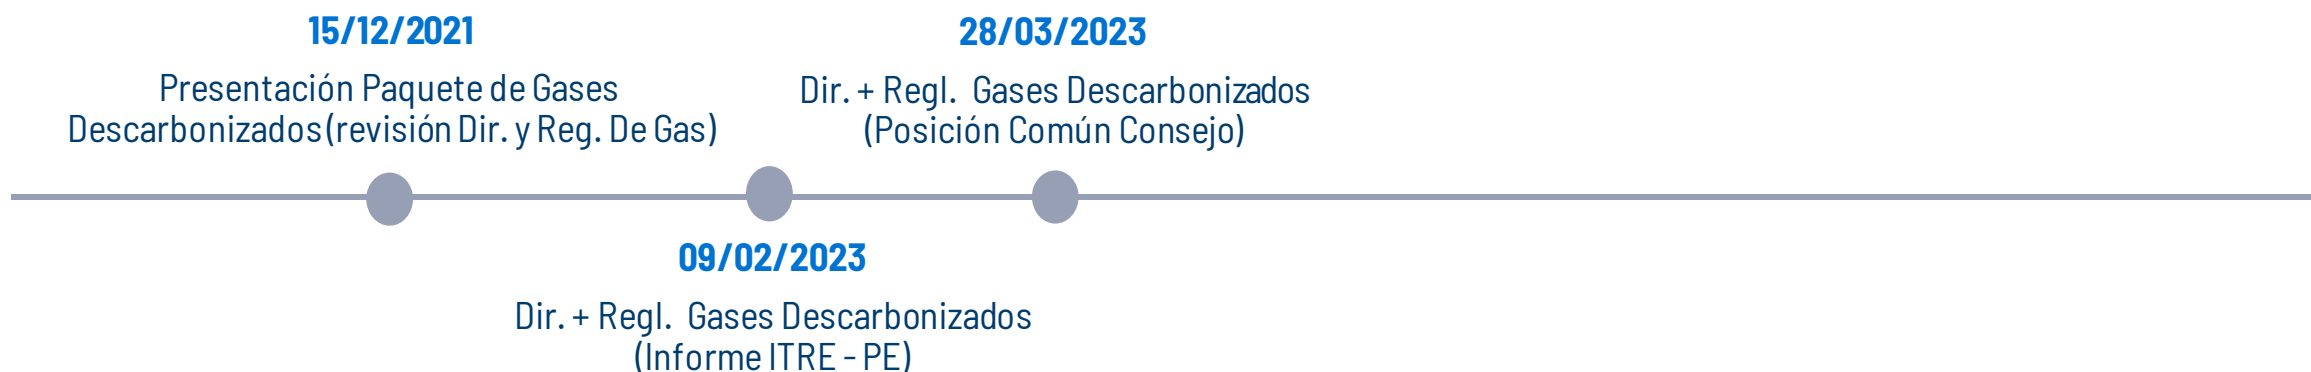 15/12/2021
Presentación Paquete de Gases
Descarbonizados (revisión Dir. y Reg. De Gas)
28/03/2023
Dir. + Regl. Gases Descarbonizados
(Posición Común Consejo)
09/02/2023
Dir. + Regl. Gases Descarbonizados
(Informe ITRE - PE)